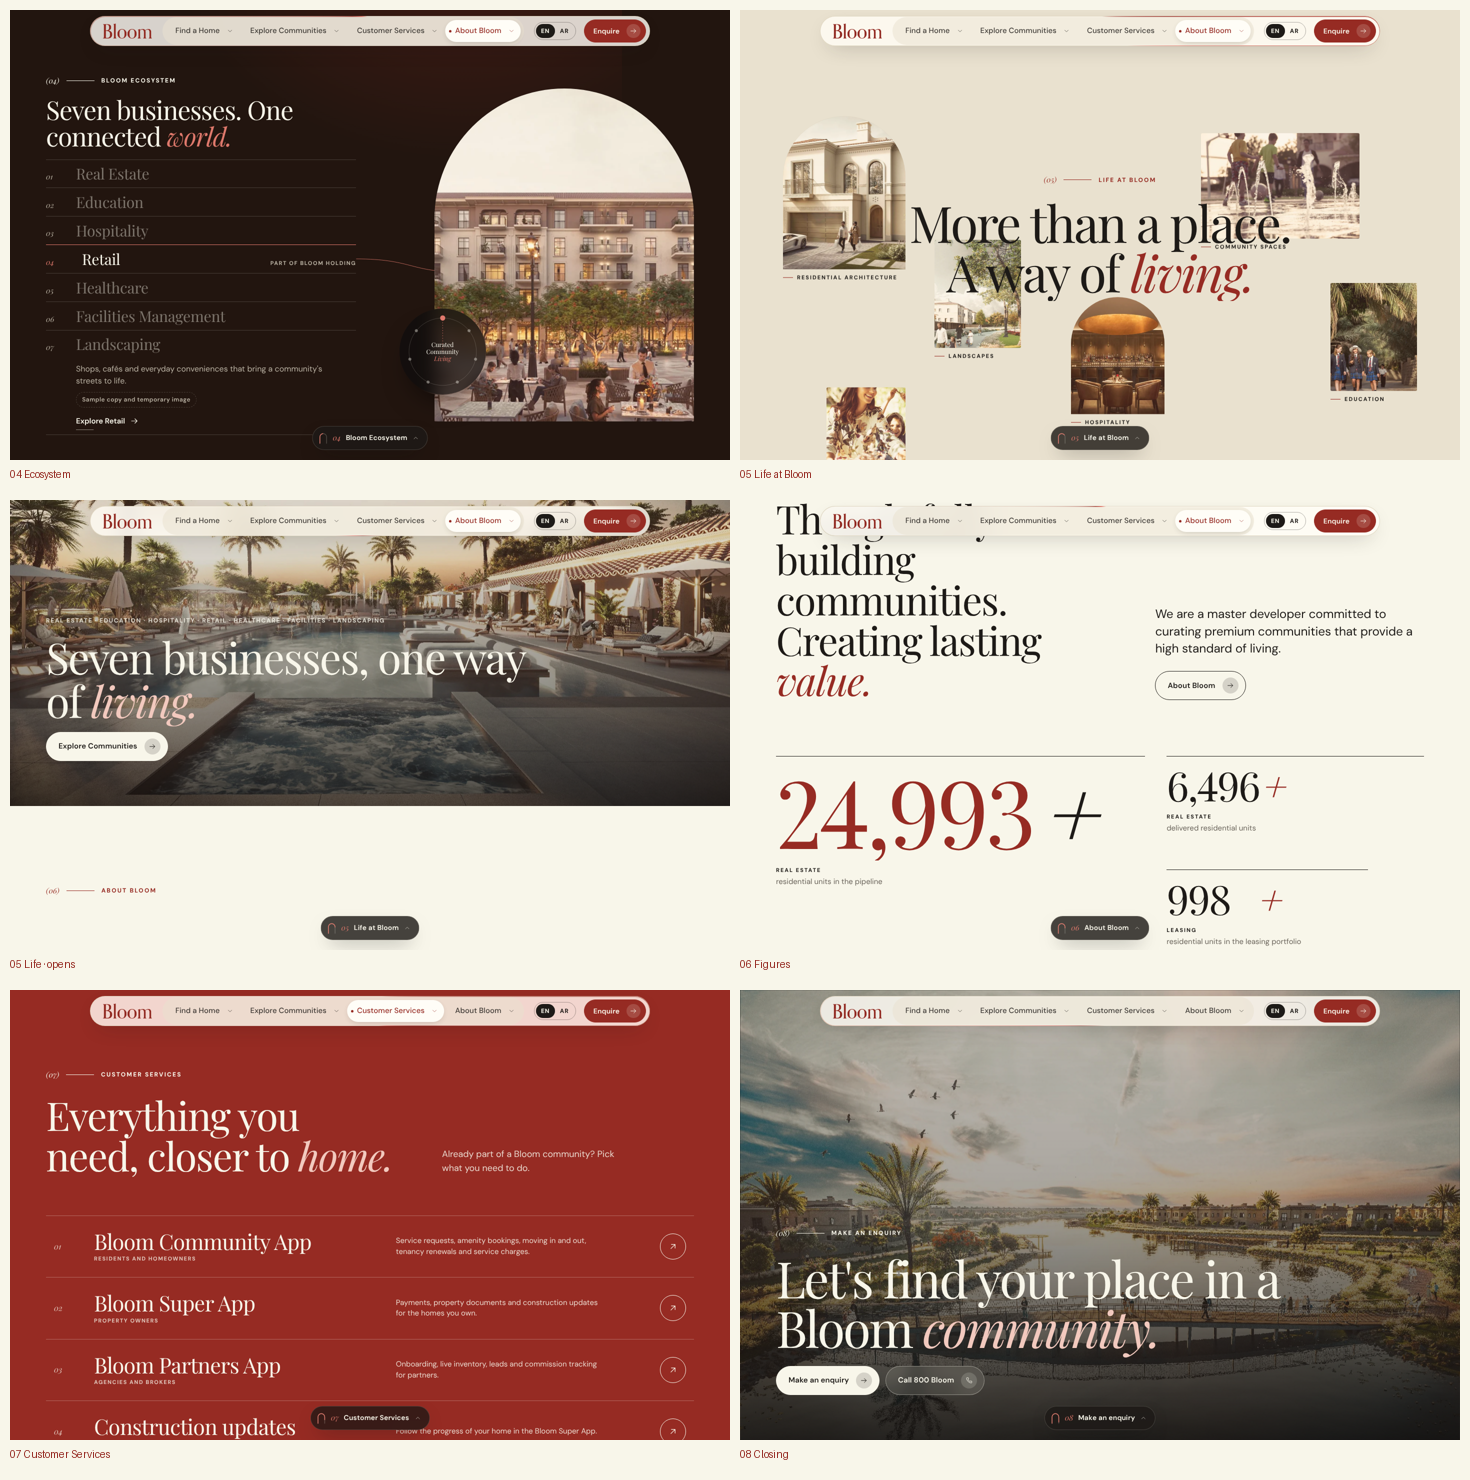 Bloom
Find a Home
Explore Communities
Customer Services
About Bloom
EN AR
Enquire
(04) BLOOM ECOSYSTEM
Seven businesses. One
connected world.
01 Real Estate
02 Education
03 Hospitality
04 Retail PART OF BLOOM HOLDING
05 Healthcare
06 Facilities Management
07 Landscaping
Shops, cafés and everyday conveniences that bring a community's
streets to life.
Sample copy and temporary image
Explore Retail
Curated
Community
Living
04 Bloom Ecosystem
04 Ecosystem
Bloom
Find a Home
Explore Communities
Customer Services
About Bloom
EN AR
Enquire
(05) LIFE AT BLOOM
More than a place.
A way of living.
RESIDENTIAL ARCHITECTURE
COMMUNITY SPACES
LANDSCAPES
HOSPITALITY
EDUCATION
05 Life at Bloom
05 Life at Bloom
Bloom
Find a Home
Explore Communities
Customer Services
About Bloom
EN AR
Enquire
REAL ESTATE · EDUCATION · HOSPITALITY · RETAIL · HEALTHCARE · FACILITIES · LANDSCAPING
Seven businesses, one way
of living.
Explore Communities
(06) ABOUT BLOOM
05 Life at Bloom
05 Life · opens
Bloom
Find a Home
Explore Communities
Customer Services
About Bloom
EN AR
Enquire
building
communities.
Creating lasting
value.
We are a master developer committed to
curating premium communities that provide a
high standard of living.
About Bloom
24,993 +
REAL ESTATE
residential units in the pipeline
6,496 +
REAL ESTATE
delivered residential units
998 +
LEASING
residential units in the leasing portfolio
06 About Bloom
06 Figures
Bloom
Find a Home
Explore Communities
Customer Services
About Bloom
EN AR
Enquire
(07) CUSTOMER SERVICES
Everything you
need, closer to home.
Already part of a Bloom community? Pick
what you need to do.
01 Bloom Community App
RESIDENTS AND HOMEOWNERS
Service requests, amenity bookings, moving in and out,
tenancy renewals and service charges.
02 Bloom Super App
PROPERTY OWNERS
Payments, property documents and construction updates
for the homes you own.
03 Bloom Partners App
AGENCIES AND BROKERS
Onboarding, live inventory, leads and commission tracking
for partners.
04 Construction updates
Follow the progress of your home in the Bloom Super App.
07 Customer Services
07 Customer Services
Bloom
Find a Home
Explore Communities
Customer Services
About Bloom
EN AR
Enquire
(08) MAKE AN ENQUIRY
Let's find your place in a
Bloom community.
Make an enquiry
Call 800 Bloom
08 Make an enquiry
08 Closing